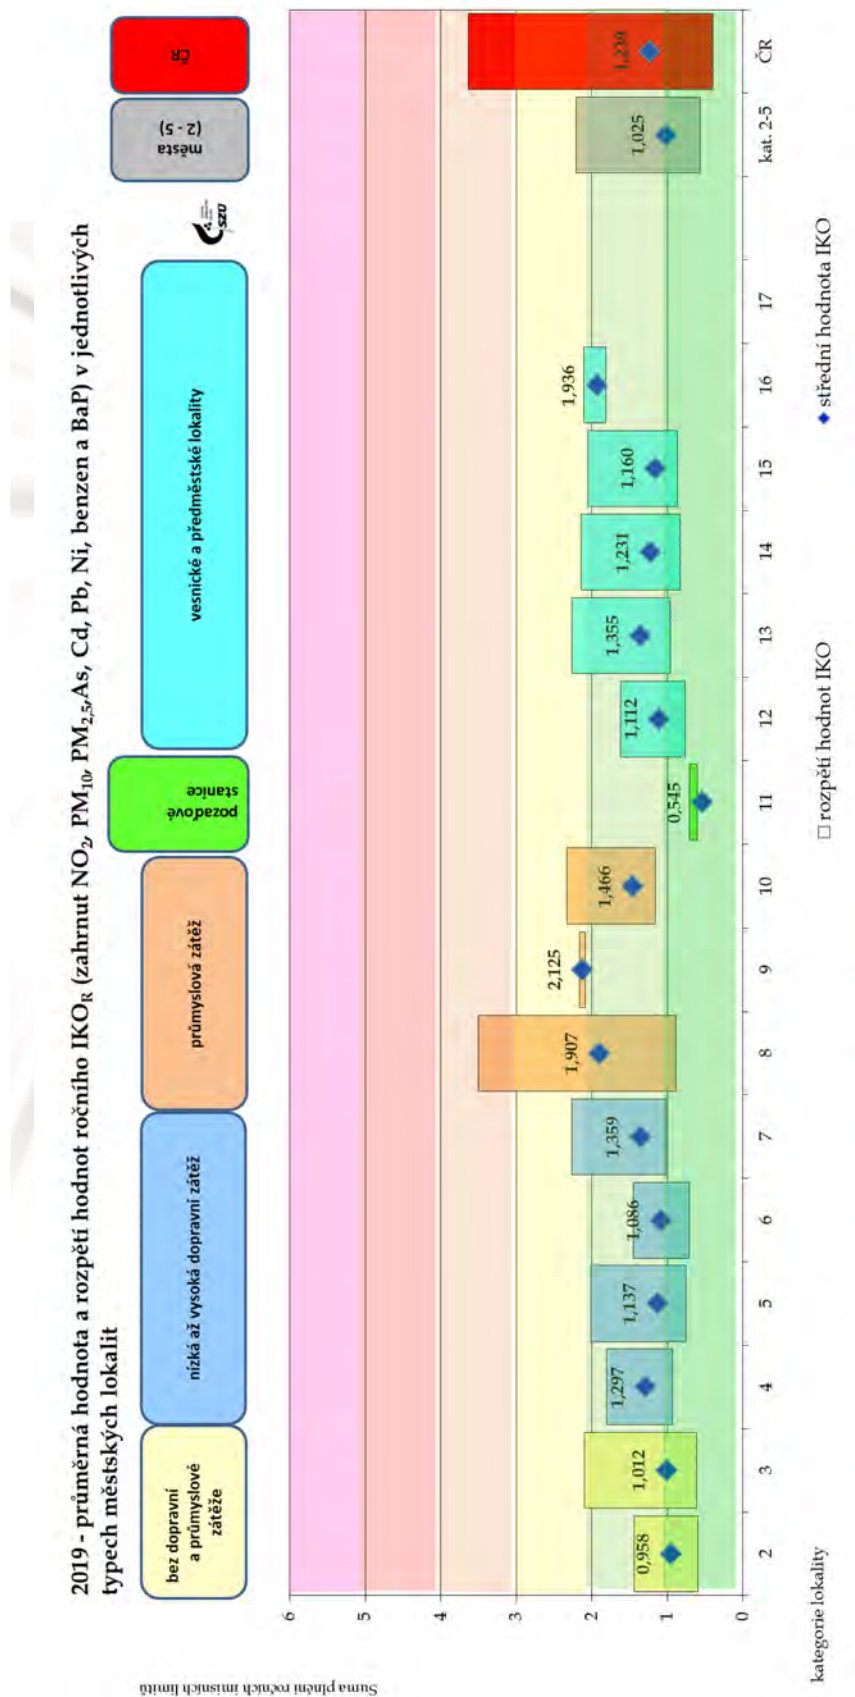 2019 - průměrná hodnota a rozpětí hodnot ročního IKO_R (zahrnut NO₂, PM₁₀, PM₂,₅,As, Cd, Pb, Ni, benzen a BaP) v jednotlivých
typech městských lokalit
bez dopravní
a průmyslové
zátěže
nízká až vysoká dopravní zátěž
průmyslová zátěž
pozaďové
stanice
vesnické a předměstské lokality
SZÚ
města
(2 - 5)
ČR
Suma plnění ročních imisních limitů
6
5
4
3
2
1
0
0,958
1,012
1,297
1,137
1,086
1,359
1,907
2,125
1,466
0,545
1,112
1,355
1,231
1,160
1,936
1,025
1,239
2
3
4
5
6
7
8
9
10
11
12
13
14
15
16
17
kat. 2-5
ČR
kategorie lokality
rozpětí hodnot IKO
střední hodnota IKO